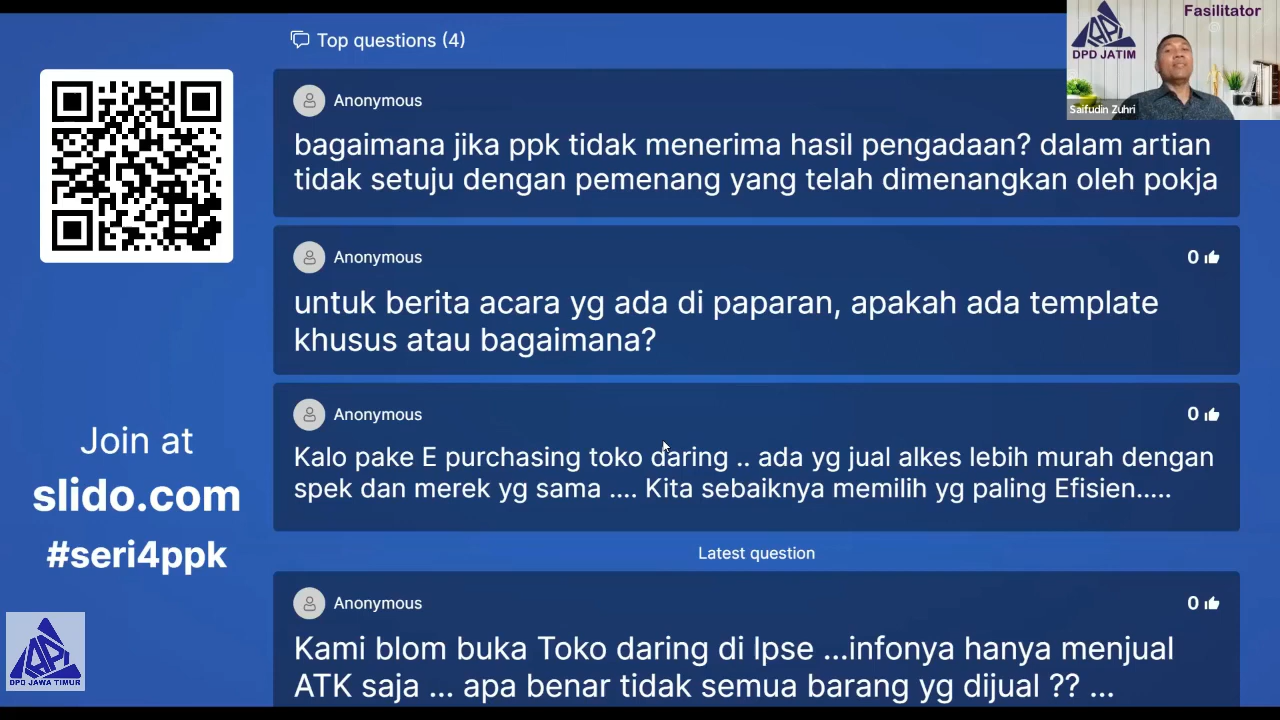 Top questions (4)
Fasilitator
IAPI
DPD JATIM
Saifudin Zuhri
Anonymous
bagaimana jika ppk tidak menerima hasil pengadaan? dalam artian
tidak setuju dengan pemenang yang telah dimenangkan oleh pokja
Anonymous
0
untuk berita acara yg ada di paparan, apakah ada template
khusus atau bagaimana?
Anonymous
0
Kalo pake E purchasing toko daring .. ada yg jual alkes lebih murah dengan
spek dan merek yg sama .... Kita sebaiknya memilih yg paling Efisien.....
Join at
slido.com
#seri4ppk
Latest question
Anonymous
0
Kami blom buka Toko daring di lpse ...infonya hanya menjual
ATK saja ... apa benar tidak semua barang yg dijual ?? ...
IAPI
DPD JAWA TIMUR